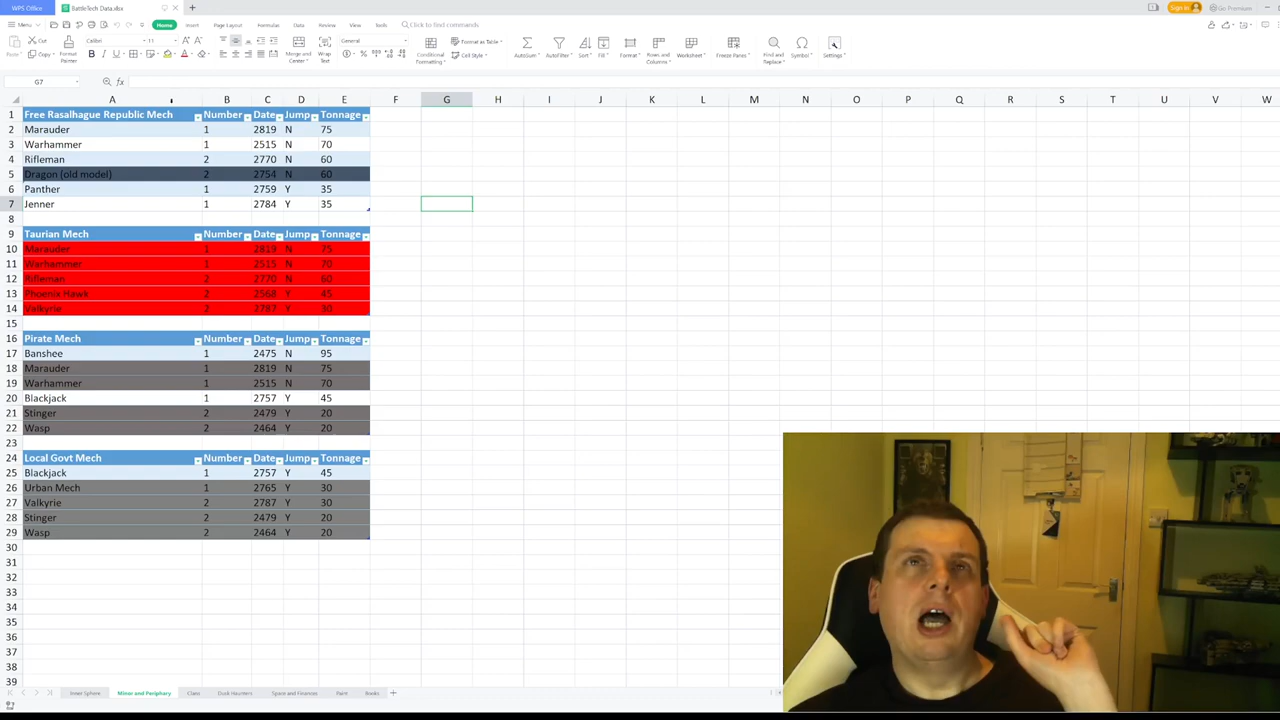 WPS Office BattleTech Data.xlsx Sign in Go Premium
Menu Home Insert Page Layout Formulas Data Review View Tools Click to find commands
Paste Cut Copy Format Painter Calibri 11 B I U Merge and Center Wrap Text General Conditional Formatting Format as Table Cell Style AutoSum AutoFilter Sort Fill Format Rows and Columns Worksheet Freeze Panes Find and Replace Symbol Settings
G7 fx
A B C D E F G H I J K L M N O P Q R S T U V W
1 Free Rasalhague Republic Mech Number Date Jump Tonnage
2 Marauder 1 2819 N 75
3 Warhammer 1 2515 N 70
4 Rifleman 2 2770 N 60
5 Dragon (old model) 2 2754 N 60
6 Panther 1 2759 Y 35
7 Jenner 1 2784 Y 35
8
9 Taurian Mech Number Date Jump Tonnage
10 Marauder 1 2819 N 75
11 Warhammer 1 2515 N 70
12 Rifleman 2 2770 N 60
13 Phoenix Hawk 2 2568 Y 45
14 Valkyrie 2 2787 Y 30
15
16 Pirate Mech Number Date Jump Tonnage
17 Banshee 1 2475 N 95
18 Marauder 1 2819 N 75
19 Warhammer 1 2515 N 70
20 Blackjack 1 2757 Y 45
21 Stinger 2 2479 Y 20
22 Wasp 2 2464 Y 20
23
24 Local Govt Mech Number Date Jump Tonnage
25 Blackjack 1 2757 Y 45
26 Urban Mech 1 2765 Y 30
27 Valkyrie 2 2787 Y 30
28 Stinger 2 2479 Y 20
29 Wasp 2 2464 Y 20
30
31
32
33
34
35
36
37
38
39
Inner Sphere Minor and Periphary Class Dusk Haunters Space and Finances Paint Books